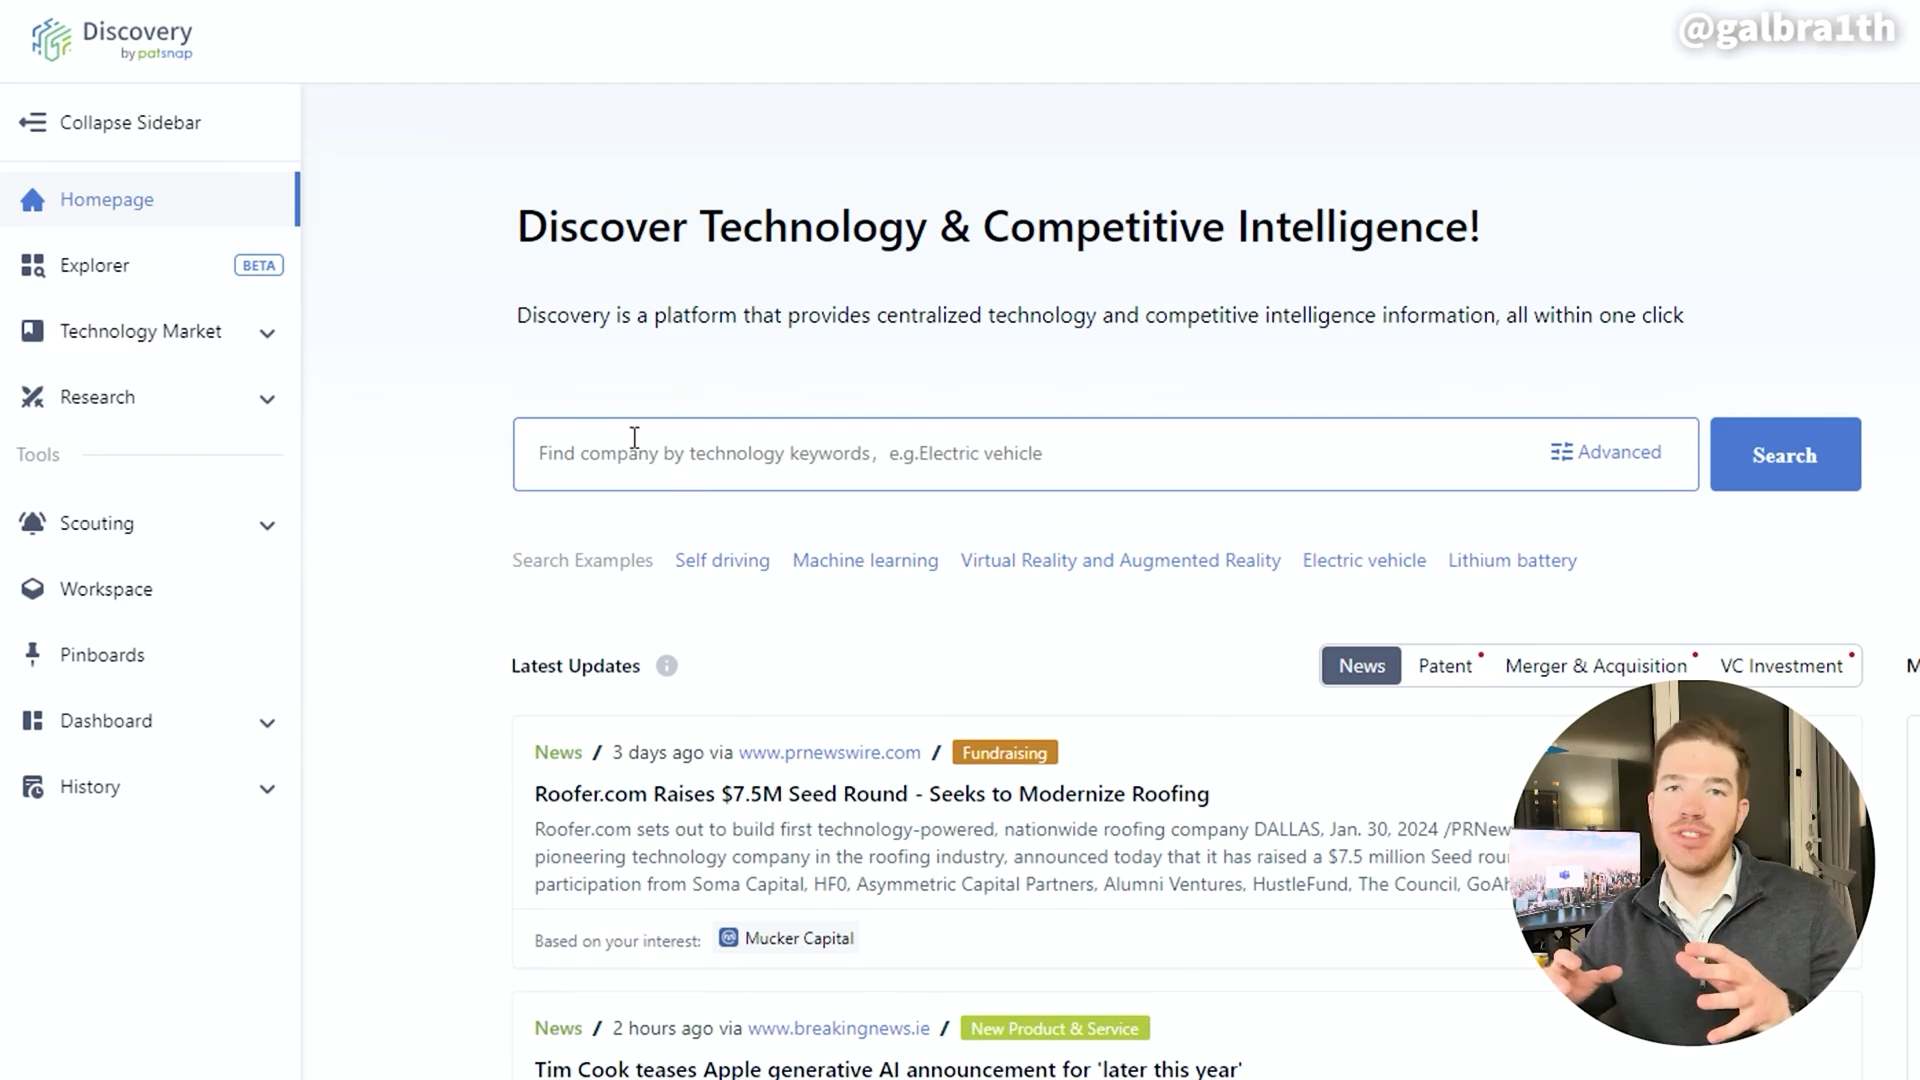 Discovery
by patsnap
@galbra1th
Collapse Sidebar
Homepage
Explorer
BETA
Technology Market
Research
Tools
Scouting
Workspace
Pinboards
Dashboard
History
Discover Technology & Competitive Intelligence!
Discovery is a platform that provides centralized technology and competitive intelligence information, all within one click
Find company by technology keywords, e.g.Electric vehicle
Advanced
Search
Search Examples Self driving Machine learning Virtual Reality and Augmented Reality Electric vehicle Lithium battery
Latest Updates
News Patent Merger & Acquisition VC Investment
M
News / 3 days ago via www.prnewswire.com / Fundraising
Roofer.com Raises $7.5M Seed Round - Seeks to Modernize Roofing
Roofer.com sets out to build first technology-powered, nationwide roofing company DALLAS, Jan. 30, 2024 /PRNew
pioneering technology company in the roofing industry, announced today that it has raised a $7.5 million Seed rou
participation from Soma Capital, HF0, Asymmetric Capital Partners, Alumni Ventures, HustleFund, The Council, GoAh
Based on your interest: Mucker Capital
News / 2 hours ago via www.breakingnews.ie / New Product & Service
Tim Cook teases Apple generative AI announcement for 'later this year'